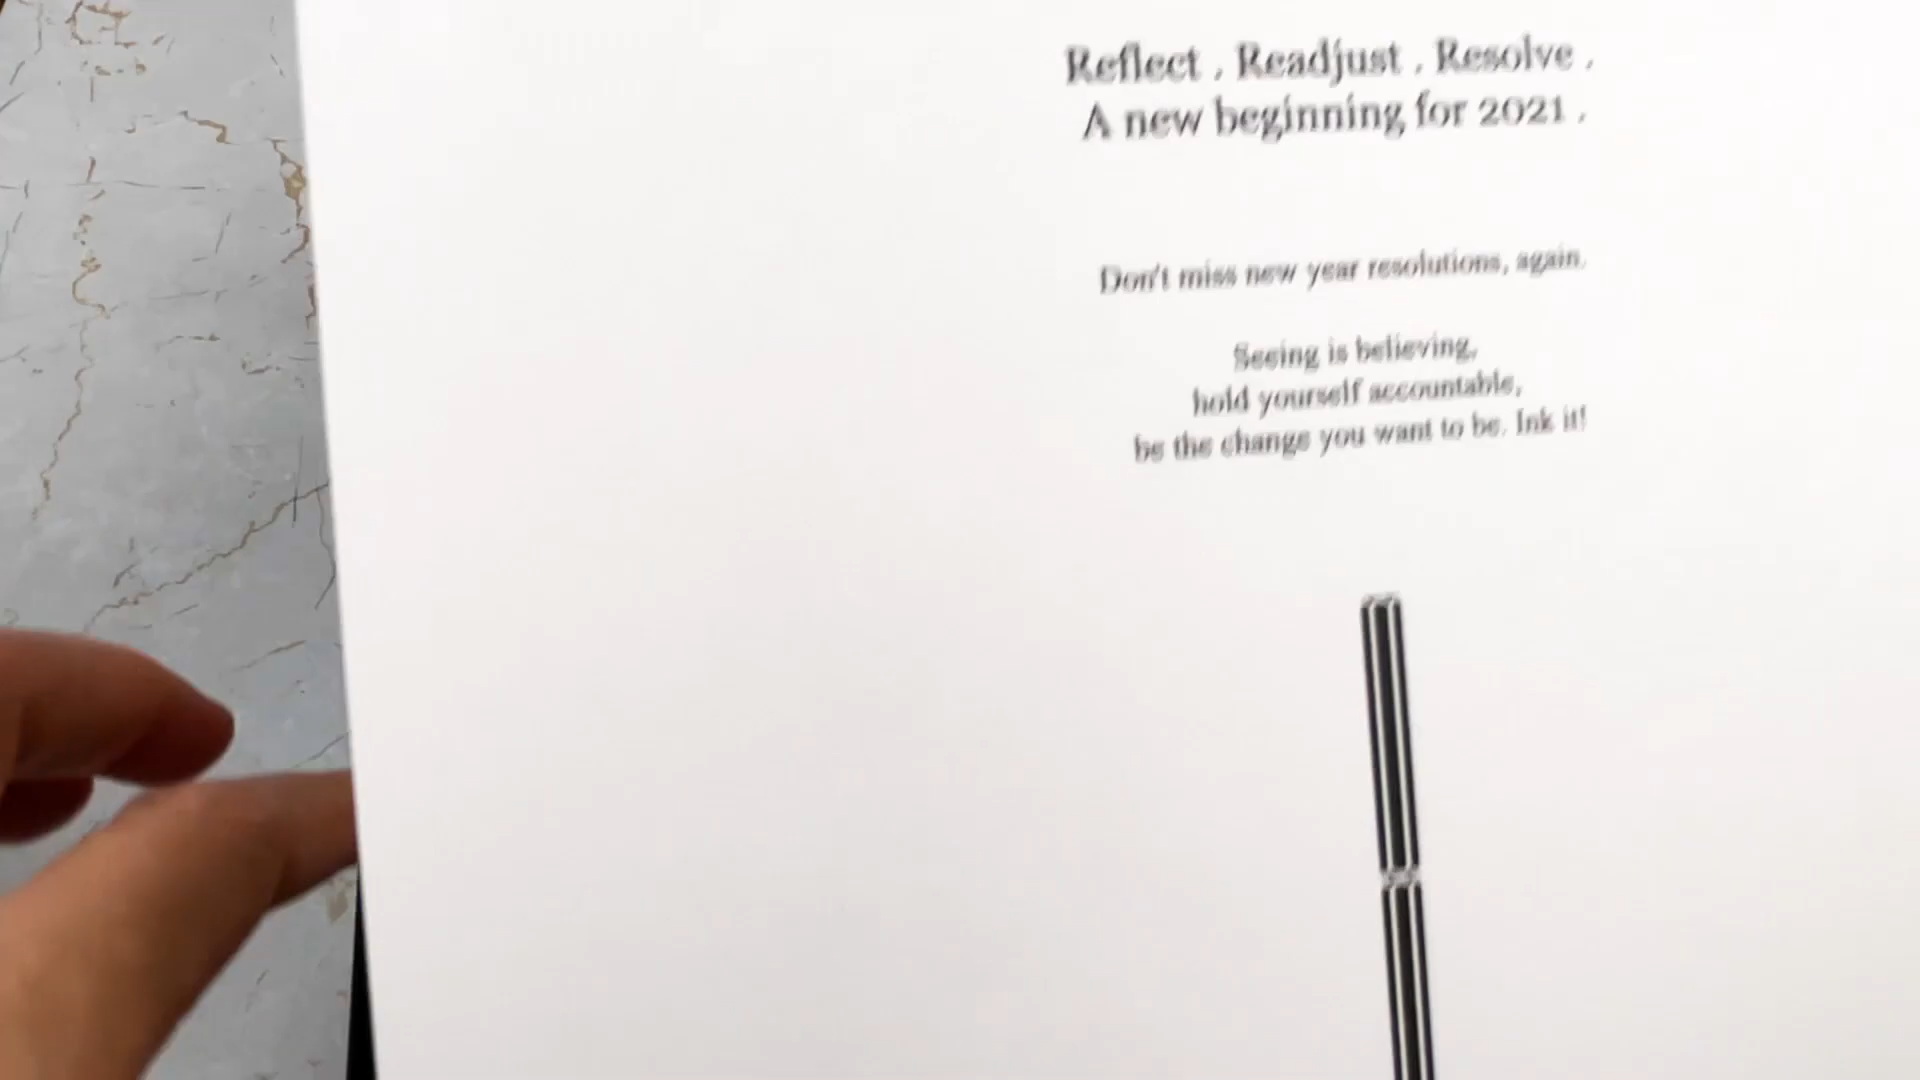 Reflect . Readjust . Resolve .
A new beginning for 2021 .
Don't miss new year resolutions, again.
Seeing is believing,
hold yourself accountable,
be the change you want to be. Ink it!